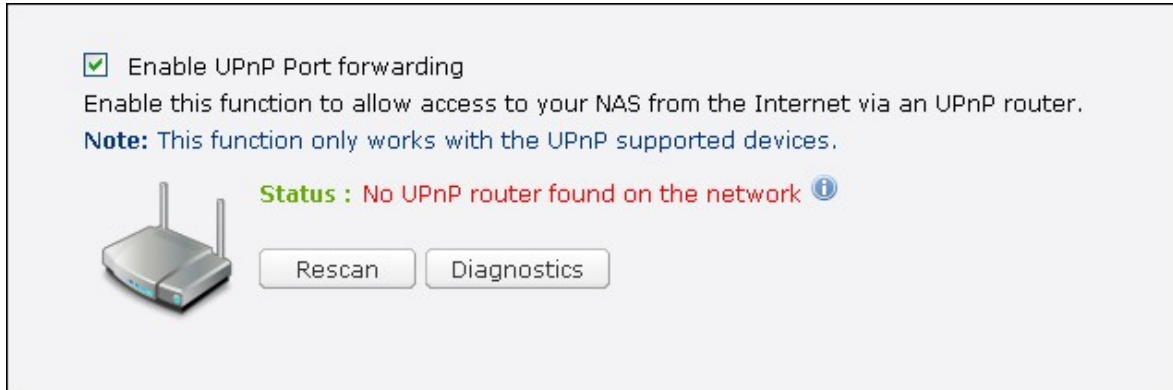 Enable UPnP Port forwarding
Enable this function to allow access to your NAS from the Internet via an UPnP router.
Note: This function only works with the UPnP supported devices.
Status : No UPnP router found on the network
Rescan Diagnostics